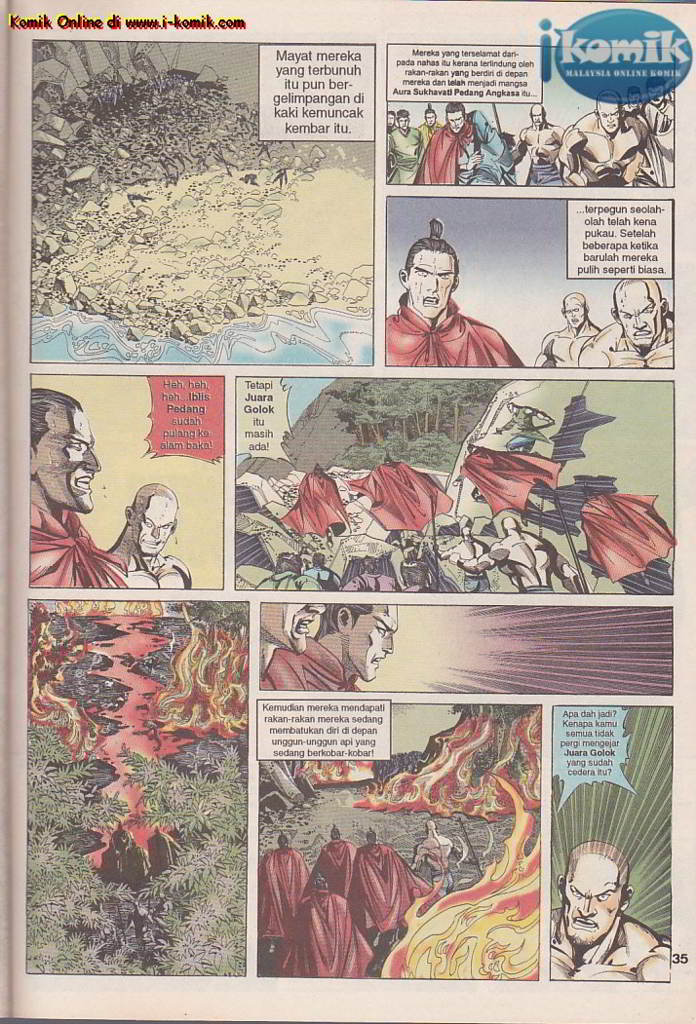 Komik Online di www.i-komik.com
i'komik
MALAYSIA ONLINE KOMIK
Mayat mereka
yang terbunuh
itu pun ber-
gelimpangan di
kaki kemuncak
kembar itu.
Mereka yang terselamat dari-
pada nahas itu kerana terlindung oleh
rakan-rakan yang berdiri di depan
mereka dan telah menjadi mangsa
Aura Sukhavati Pedang Angkasa itu...
...terpegun seolah-
olah telah kena
pukau. Setelah
beberapa ketika
barulah mereka
pulih seperti biasa.
Heh, heh,
heh...Iblis
Pedang
sudah
pulang ke
alam baka!
Tetapi
Juara
Golok
itu
masih
ada!
Kemudian mereka mendapati
rakan-rakan mereka sedang
membatukan diri di depan
unggun-unggun api yang
sedang berkobar-kobar!
Apa dah jadi?
Kenapa kamu
semua tidak
pergi mengejar
Juara Golok
yang sudah
cedera itu?
35